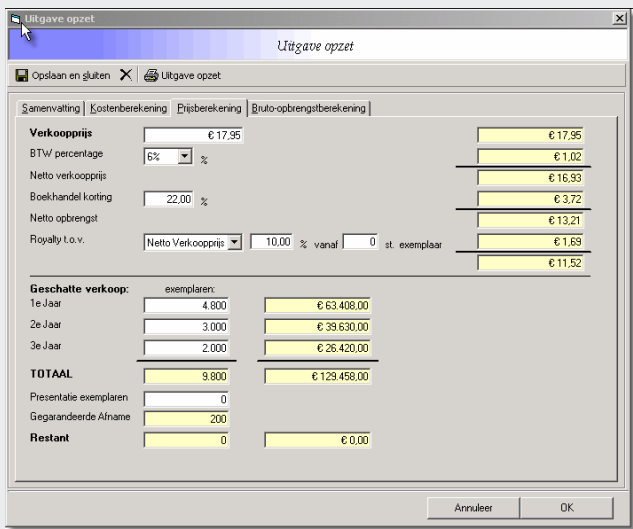 Uitgave opzet
Uitgave opzet
Opslaan en sluiten Uitgave opzet
Samenvatting Kostenberekening Prijsberekening Bruto-opbrengstberekening
Verkoopprijs € 17,95 € 17,95
BTW percentage 6% % € 1,02
Netto verkoopprijs € 16,93
Boekhandel korting 22,00 % € 3,72
Netto opbrengst € 13,21
Royalty t.o.v. Netto Verkoopprijs 10,00 % vanaf 0 st. exemplaar € 1,69
€ 11,52
Geschatte verkoop: exemplaren:
1e Jaar 4.800 € 63.408,00
2e Jaar 3.000 € 39.630,00
3e Jaar 2.000 € 26.420,00
TOTAAL 9.800 € 129.458,00
Presentatie exemplaren 0
Gegarandeerde Afname 200
Restant 0 € 0,00
Annuleer OK